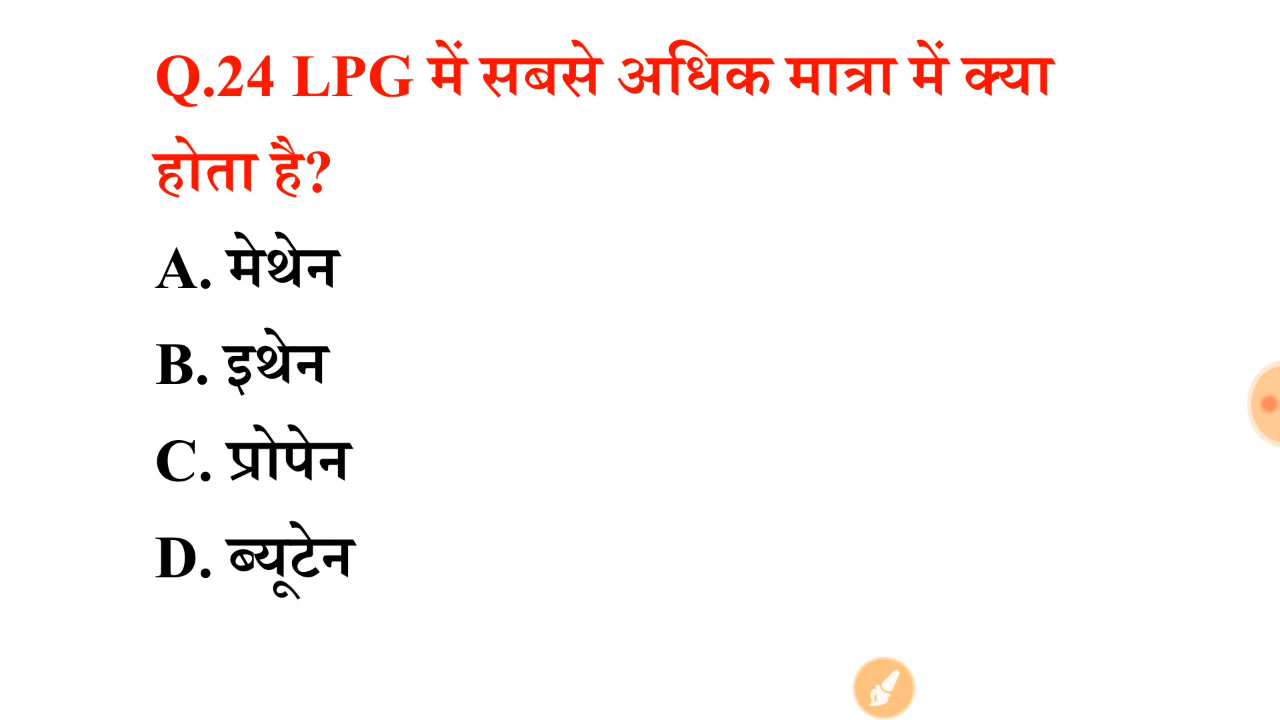 Q.24 LPG में सबसे अधिक मात्रा में क्या
होता है?
A. मेथेन
B. इथेन
C. प्रोपेन
D. ब्यूटेन